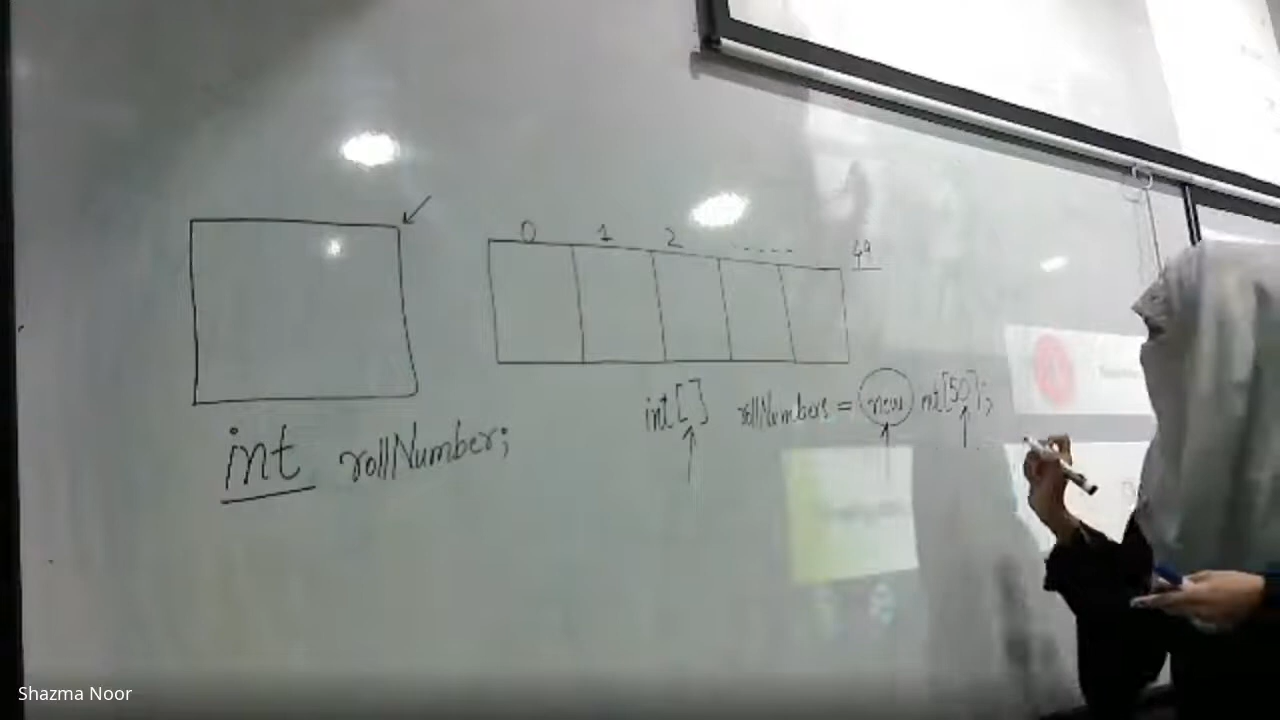 0 1 2 ----- 49
int rollNumber;
int[] rollNumbers = new int[50];
Shazma Noor